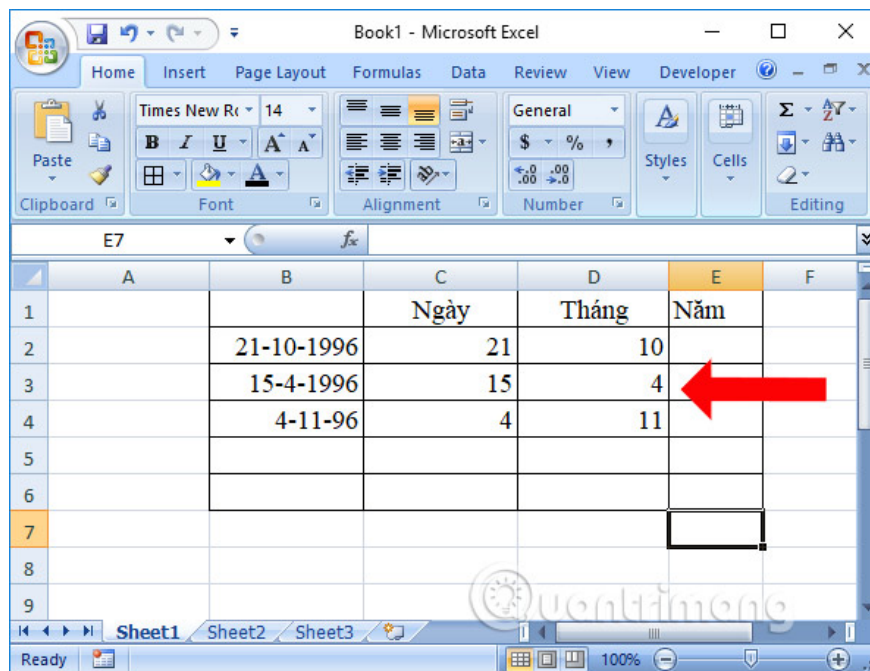 Book1 - Microsoft Excel
Home Insert Page Layout Formulas Data Review View Developer
Times New Ro 14 General
B I U A A $ % ,
Paste Styles Cells
Clipboard Font Alignment Number Editing
E7 fx
A B C D E F
1 Ngày Tháng Năm
2 21-10-1996 21 10
3 15-4-1996 15 4
4 4-11-96 4 11
5
6
7
8
9
Quantrimang
Sheet1 Sheet2 Sheet3
Ready 100%